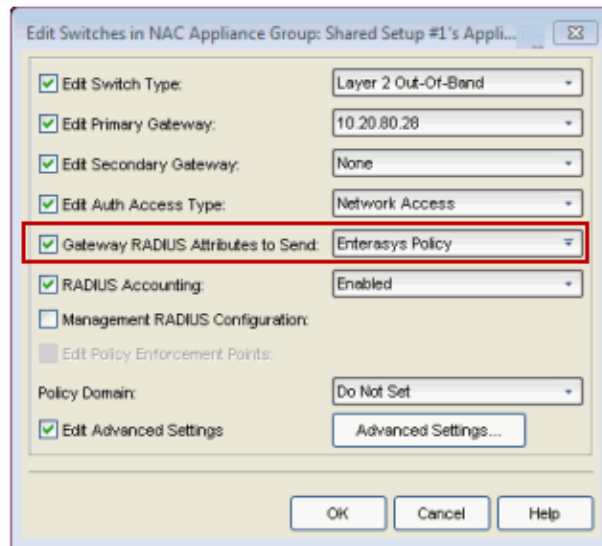 Edit Switches in NAC Appliance Group: Shared Setup #1's Appli...
Edit Switch Type: Layer 2 Out-Of-Band
Edit Primary Gateway: 10.20.80.28
Edit Secondary Gateway: None
Edit Auth Access Type: Network Access
Gateway RADIUS Attributes to Send: Enterasys Policy
RADIUS Accounting: Enabled
Management RADIUS Configuration:
Edit Policy Enforcement Points:
Policy Domain: Do Not Set
Edit Advanced Settings Advanced Settings...
OK Cancel Help